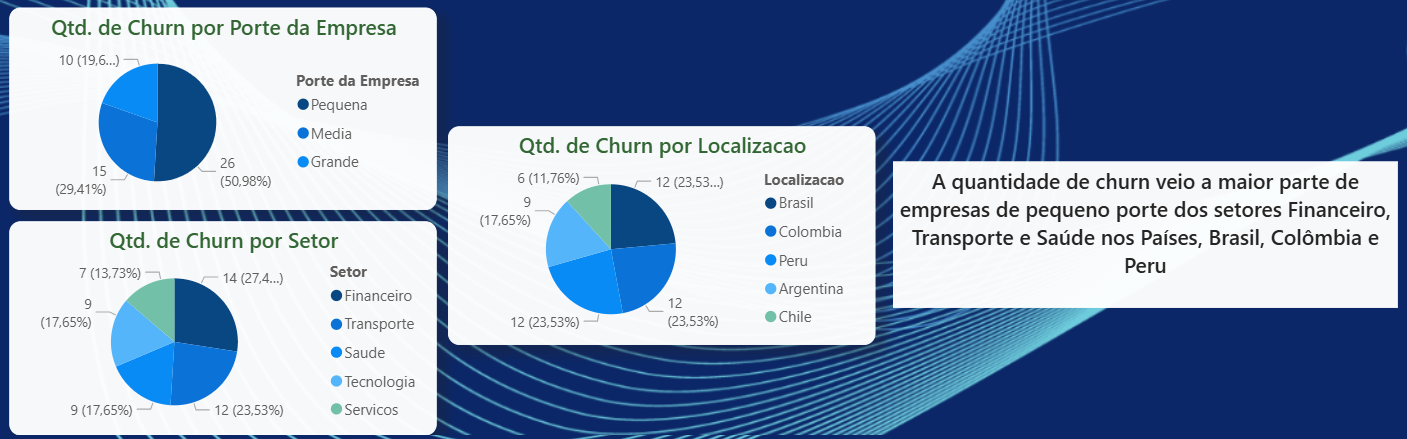 Qtd. de Churn por Porte da Empresa
10 (19,6...)
15
(29,41%)
26
(50,98%)
Porte da Empresa
Pequena
Media
Grande
Qtd. de Churn por Setor
7 (13,73%)
14 (27,4...)
9
(17,65%)
9 (17,65%)
12 (23,53%)
Setor
Financeiro
Transporte
Saude
Tecnologia
Servicos
Qtd. de Churn por Localizacao
6 (11,76%)
12 (23,53...)
9
(17,65%)
12 (23,53%)
12
(23,53%)
Localizacao
Brasil
Colombia
Peru
Argentina
Chile
A quantidade de churn veio a maior parte de
empresas de pequeno porte dos setores Financeiro,
Transporte e Saúde nos Países, Brasil, Colômbia e
Peru